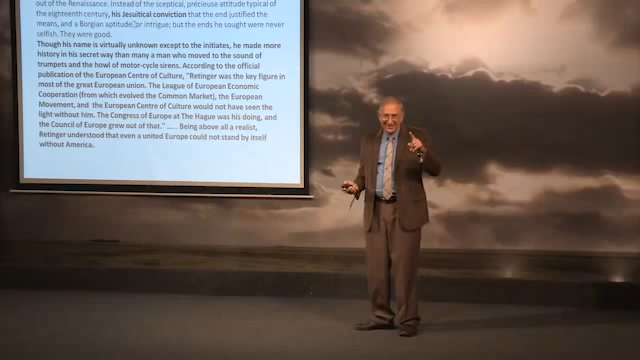 out of the Renaissance. Instead of the sceptical, précieuse attitude typical of
the eighteenth century, his Jesuitical conviction that the end justified the
means, and a Borgian aptitude for intrigue; but the ends he sought were never
selfish. They were good.
Though his name is virtually unknown except to the initiates, he made more
history in his secret way than many a man who moved to the sound of
trumpets and the howl of motor-cycle sirens. According to the official
publication of the European Centre of Culture, "Retinger was the key figure in
most of the great European union. The League of European Economic
Cooperation (from which evolved the Common Market), the European
Movement, and the European Centre of Culture would not have seen the
light without him. The Congress of Europe at The Hague was his doing, and
the Council of Europe grew out of that." ..... Being above all a realist,
Retinger understood that even a united Europe could not stand by itself
without America.